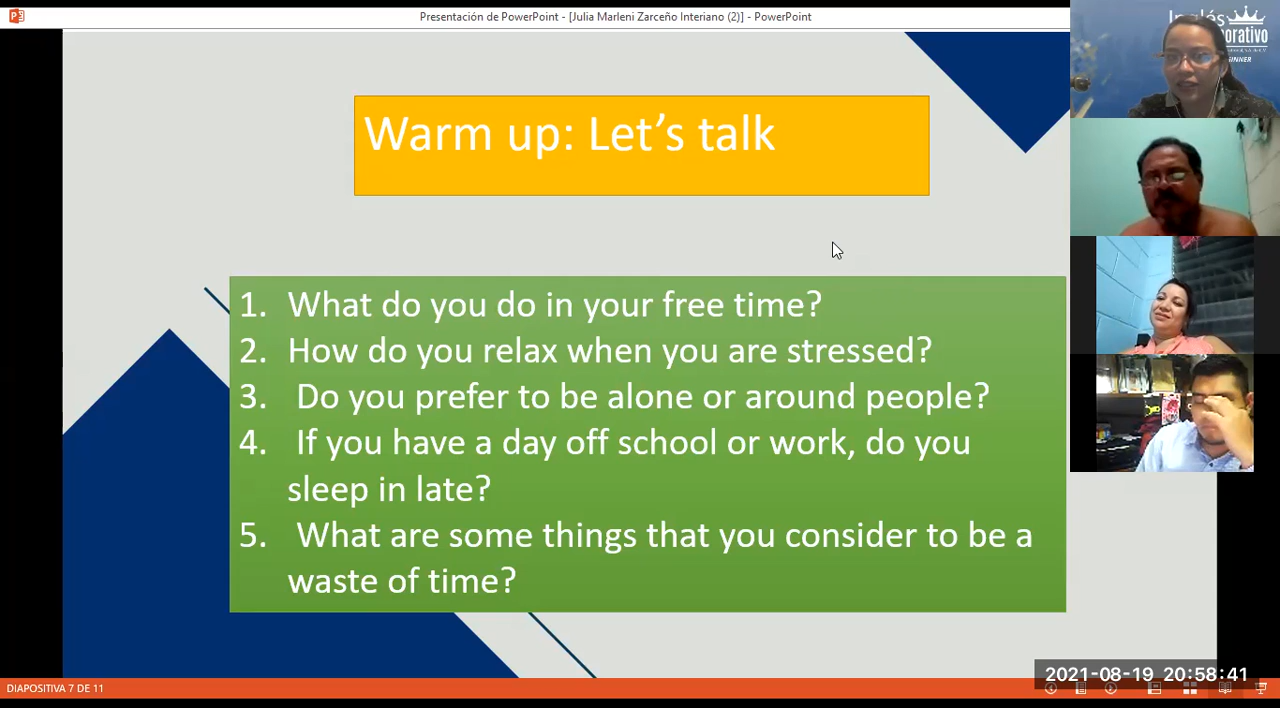 Presentación de PowerPoint - [Julia Marleni Zarceño Interiano (2)] - PowerPoint
Inglés
orativo
INNER
Warm up: Let’s talk
1. What do you do in your free time?
2. How do you relax when you are stressed?
3. Do you prefer to be alone or around people?
4. If you have a day off school or work, do you
sleep in late?
5. What are some things that you consider to be a
waste of time?
2021-08-19 20:58:41
DIAPOSITIVA 7 DE 11